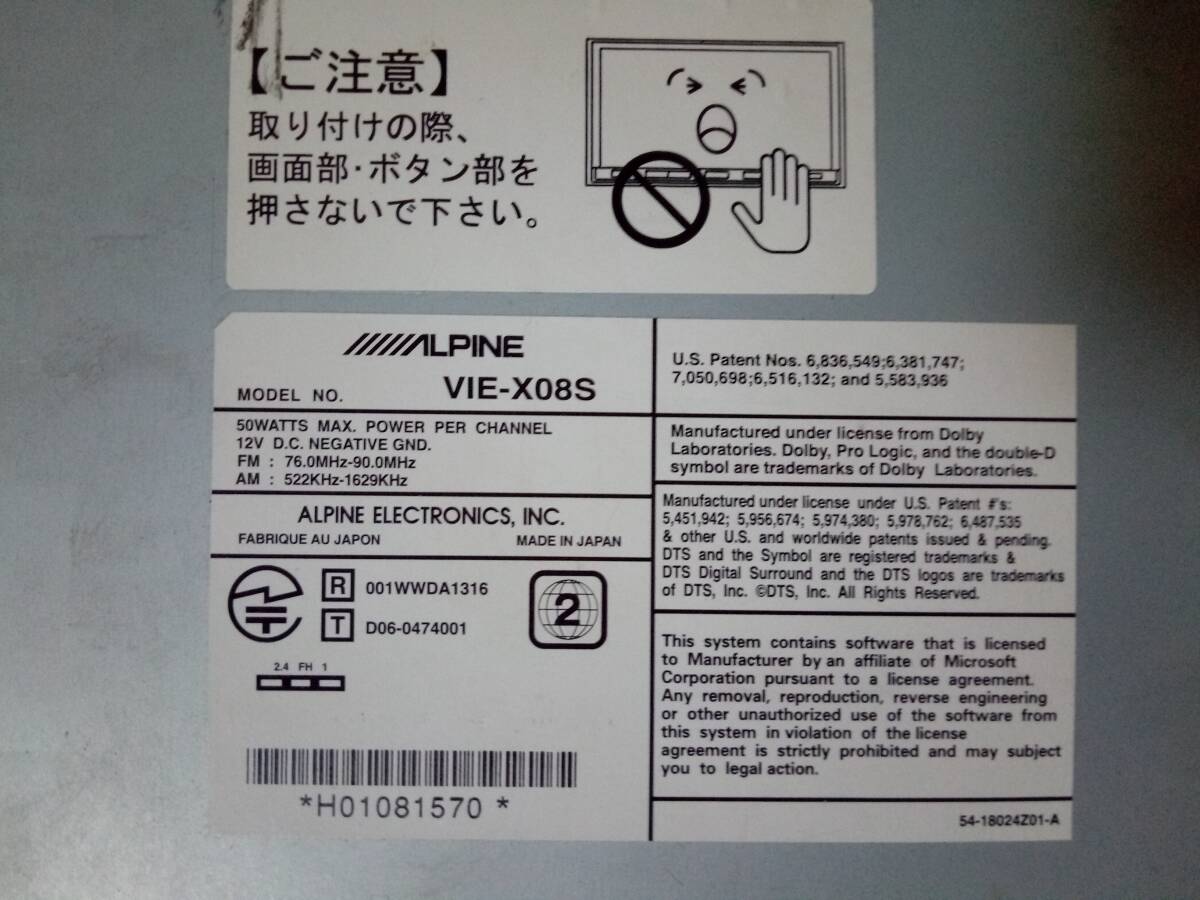 【ご注意】
取り付けの際、
画面部・ボタン部を
押さないで下さい。
ALPINE
MODEL NO. VIE-X08S
50WATTS MAX. POWER PER CHANNEL
12V D.C. NEGATIVE GND.
FM : 76.0MHz-90.0MHz
AM : 522KHz-1629KHz
ALPINE ELECTRONICS, INC.
FABRIQUE AU JAPON MADE IN JAPAN
R 001WWDA1316
T D06-0474001
2
2.4 FH 1
*H01081570*
U.S. Patent Nos. 6,836,549;6,381,747;
7,050,698;6,516,132; and 5,583,936
Manufactured under license from Dolby
Laboratories. Dolby, Pro Logic, and the double-D
symbol are trademarks of Dolby Laboratories.
Manufactured under license under U.S. Patent #'s:
5,451,942; 5,956,674; 5,974,380; 5,978,762; 6,487,535
& other U.S. and worldwide patents issued & pending.
DTS and the Symbol are registered trademarks &
DTS Digital Surround and the DTS logos are trademarks
of DTS, Inc. ©DTS, Inc. All Rights Reserved.
This system contains software that is licensed
to Manufacturer by an affiliate of Microsoft
Corporation pursuant to a license agreement.
Any removal, reproduction, reverse engineering
or other unauthorized use of the software from
this system in violation of the license
agreement is strictly prohibited and may subject
you to legal action.
54-18024Z01-A